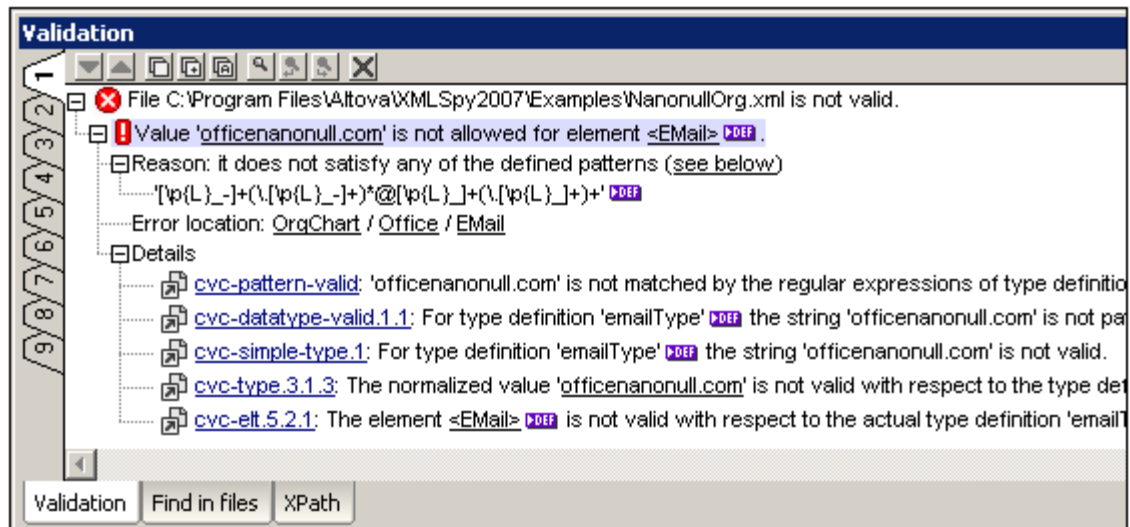 Validation
1
2
3
4
5
6
7
8
9
File C:\Program Files\Altova\XMLSpy2007\Examples\NanonullOrg.xml is not valid.
Value 'officenanonull.com' is not allowed for element <EMail> DEF .
Reason: it does not satisfy any of the defined patterns (see below)
'[\p{L}_-]+(\.[\p{L}_-]+)*@[\p{L}_]+(\.[\p{L}_]+)+' DEF
Error location: OrgChart / Office / EMail
Details
cvc-pattern-valid: 'officenanonull.com' is not matched by the regular expressions of type definitio
cvc-datatype-valid.1.1: For type definition 'emailType' DEF the string 'officenanonull.com' is not pa
cvc-simple-type.1: For type definition 'emailType' DEF the string 'officenanonull.com' is not valid.
cvc-type.3.1.3: The normalized value 'officenanonull.com' is not valid with respect to the type def
cvc-elt.5.2.1: The element <EMail> DEF is not valid with respect to the actual type definition 'emailT
Validation Find in files XPath